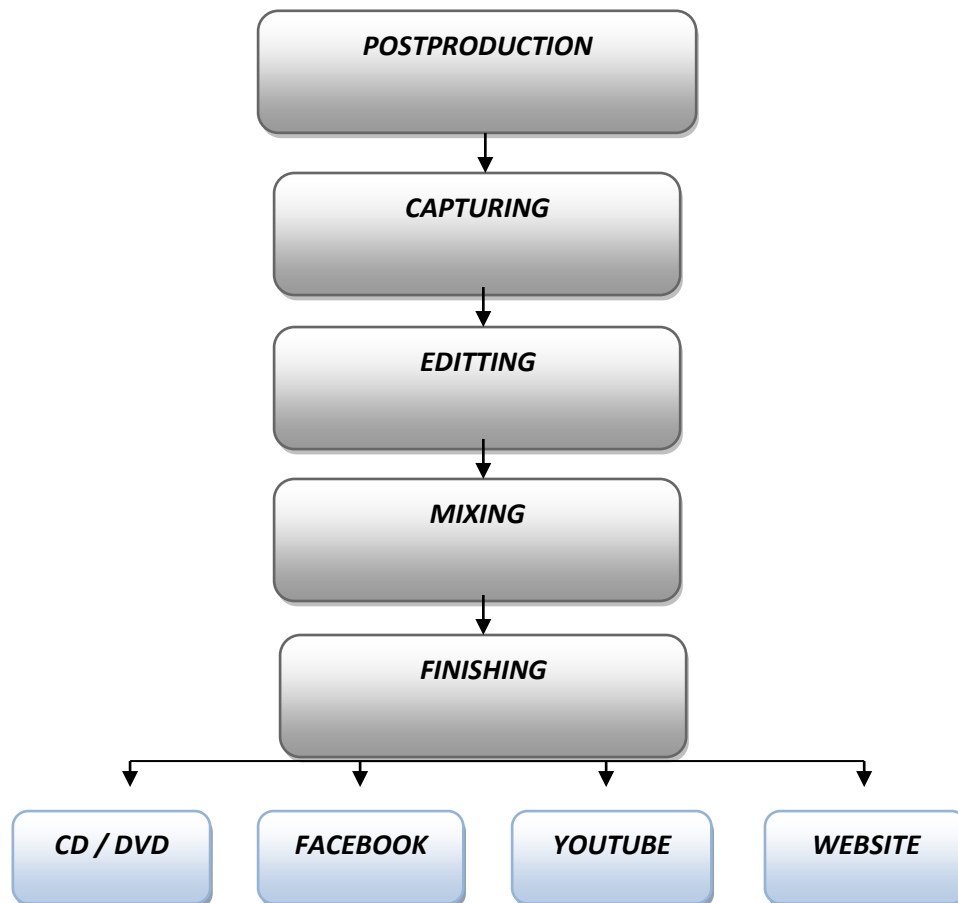 POSTPRODUCTION
CAPTURING
EDITTING
MIXING
FINISHING
CD / DVD
FACEBOOK
YOUTUBE
WEBSITE